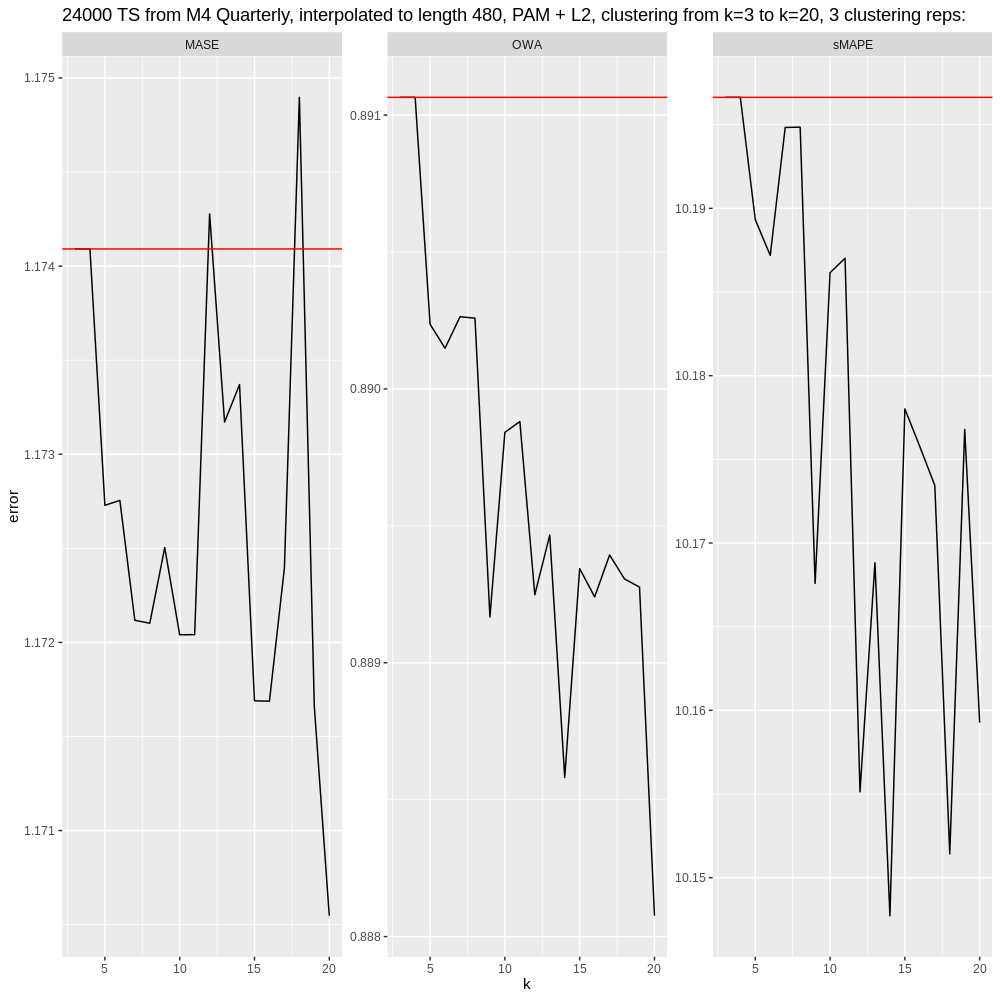 24000 TS from M4 Quarterly, interpolated to length 480, PAM + L2, clustering from k=3 to k=20, 3 clustering reps:
MASE
OWA
sMAPE
error
1.175
1.174
1.173
1.172
1.171
0.891
0.890
0.889
0.888
10.19
10.18
10.17
10.16
10.15
5 10 15 20
5 10 15 20
5 10 15 20
k